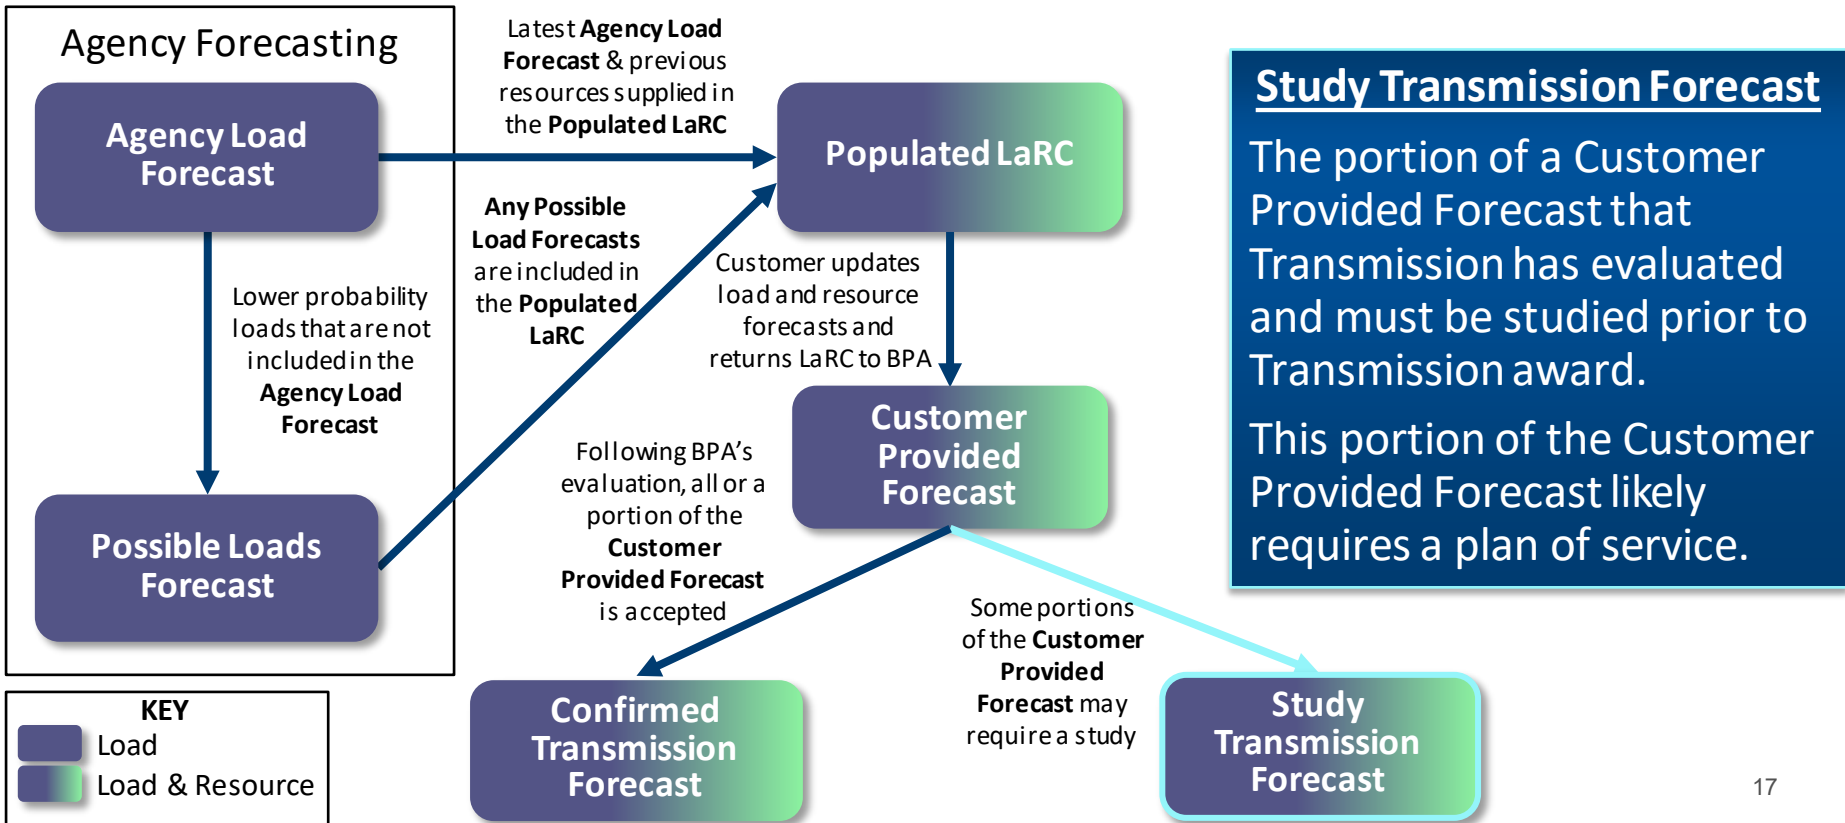 Agency Forecasting
Agency Load
Forecast
Lower probability
loads that are not
included in the
Agency Load
Forecast
Possible Loads
Forecast
Latest Agency Load
Forecast & previous
resources supplied in
the Populated LaRC
Any Possible
Load Forecasts
are included in
the Populated
LaRC
Populated LaRC
Customer updates
load and resource
forecasts and
returns LaRC to BPA
Customer
Provided
Forecast
Following BPA's
evaluation, all or a
portion of the
Customer
Provided Forecast
is accepted
Some portions
of the Customer
Provided
Forecast may
require a study
Confirmed
Transmission
Forecast
Study
Transmission
Forecast
Study Transmission Forecast
The portion of a Customer
Provided Forecast that
Transmission has evaluated
and must be studied prior to
Transmission award.
This portion of the Customer
Provided Forecast likely
requires a plan of service.
KEY
Load
Load & Resource
17